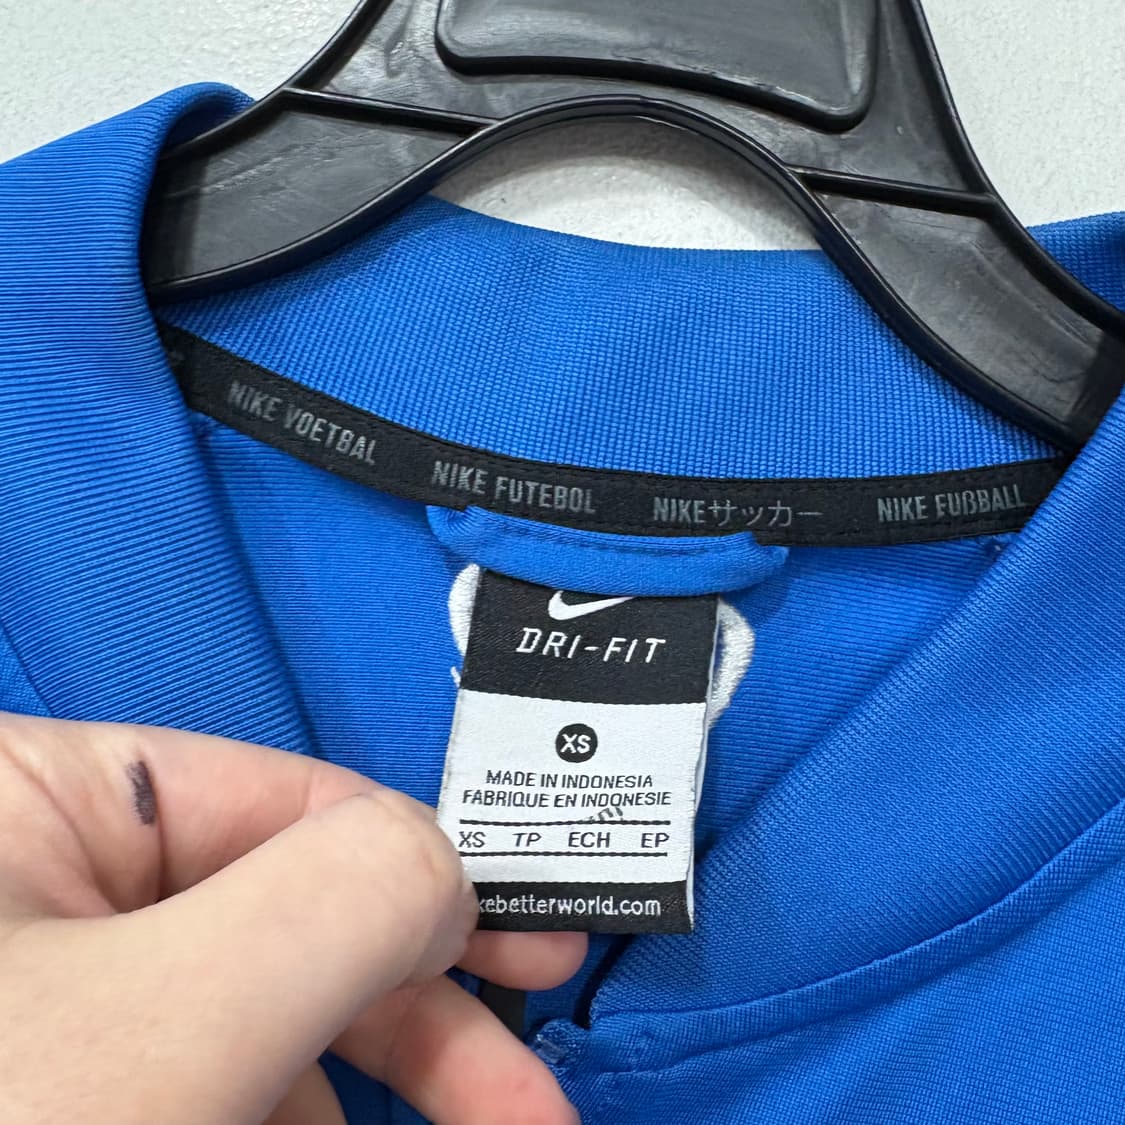 NIKE VOETBAL
NIKE FUTEBOL
NIKEサッカー
NIKE FUßBALL
DRI-FIT
XS
MADE IN INDONESIA
FABRIQUE EN INDONESIE
XS TP ECH EP
kebetterworld.com